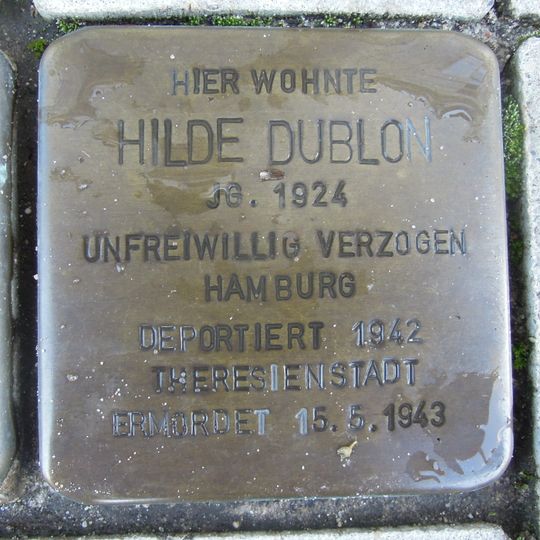 HIER WOHNTE
HILDE DUBLON
JG. 1924
UNFREIWILLIG VERZOGEN
HAMBURG
DEPORTIERT 1942
THERESIENSTADT
ERMORDET 15.5.1943